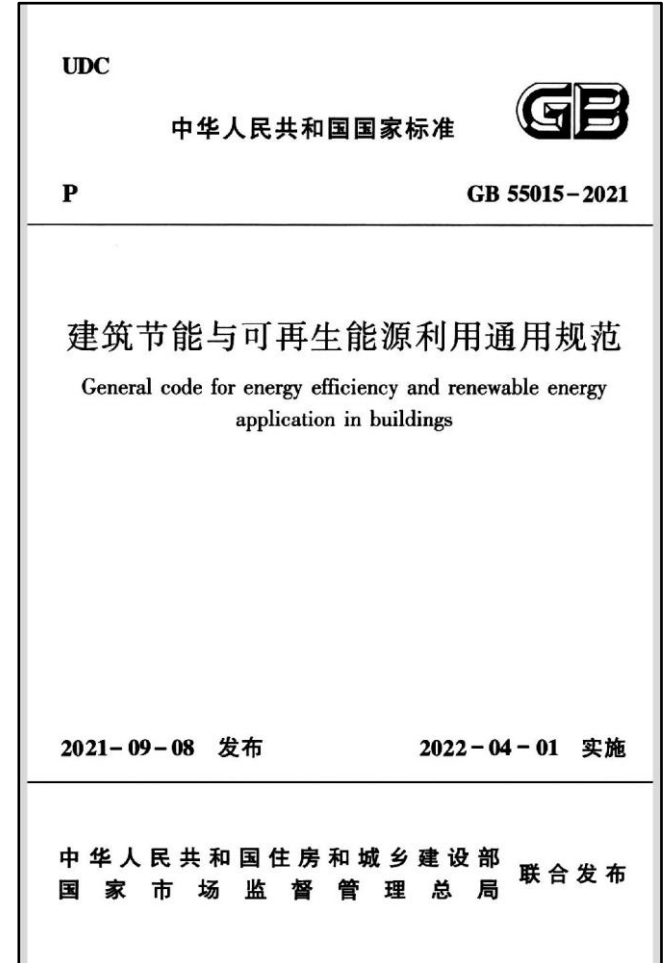 UDC
中华人民共和国国家标准
GB
P
GB 55015-2021
建筑节能与可再生能源利用通用规范
General code for energy efficiency and renewable energy
application in buildings
2021-09-08 发布
2022-04-01 实施
中华人民共和国住房和城乡建设部
国家市场监督管理总局
联合发布